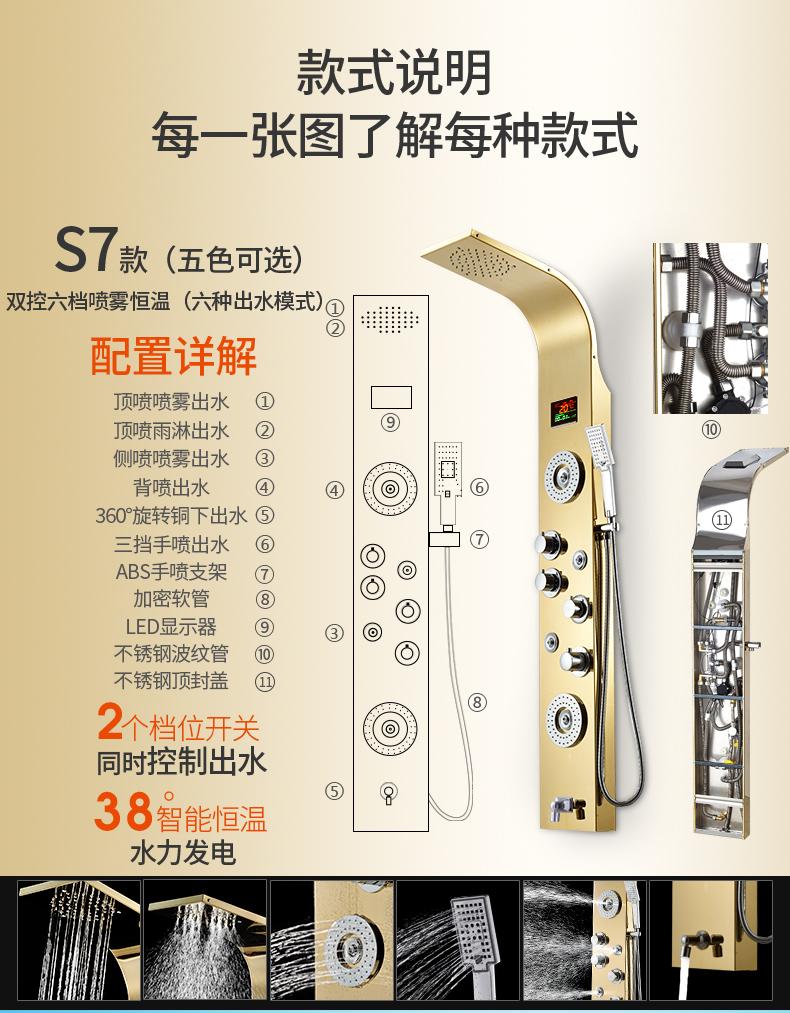 款式说明
每一张图了解每种款式
S7款（五色可选）
双控六档喷雾恒温（六种出水模式）
配置详解
顶喷喷雾出水 ①
顶喷雨淋出水 ②
侧喷喷雾出水 ③
背喷出水 ④
360°旋转铜下出水 ⑤
三挡手喷出水 ⑥
ABS手喷支架 ⑦
加密软管 ⑧
LED显示器 ⑨
不锈钢波纹管 ⑩
不锈钢顶封盖 ⑪
2个档位开关
同时控制出水
38°智能恒温
水力发电
①
②
⑨
④
⑥
⑦
③
⑧
⑤
⑩
⑪